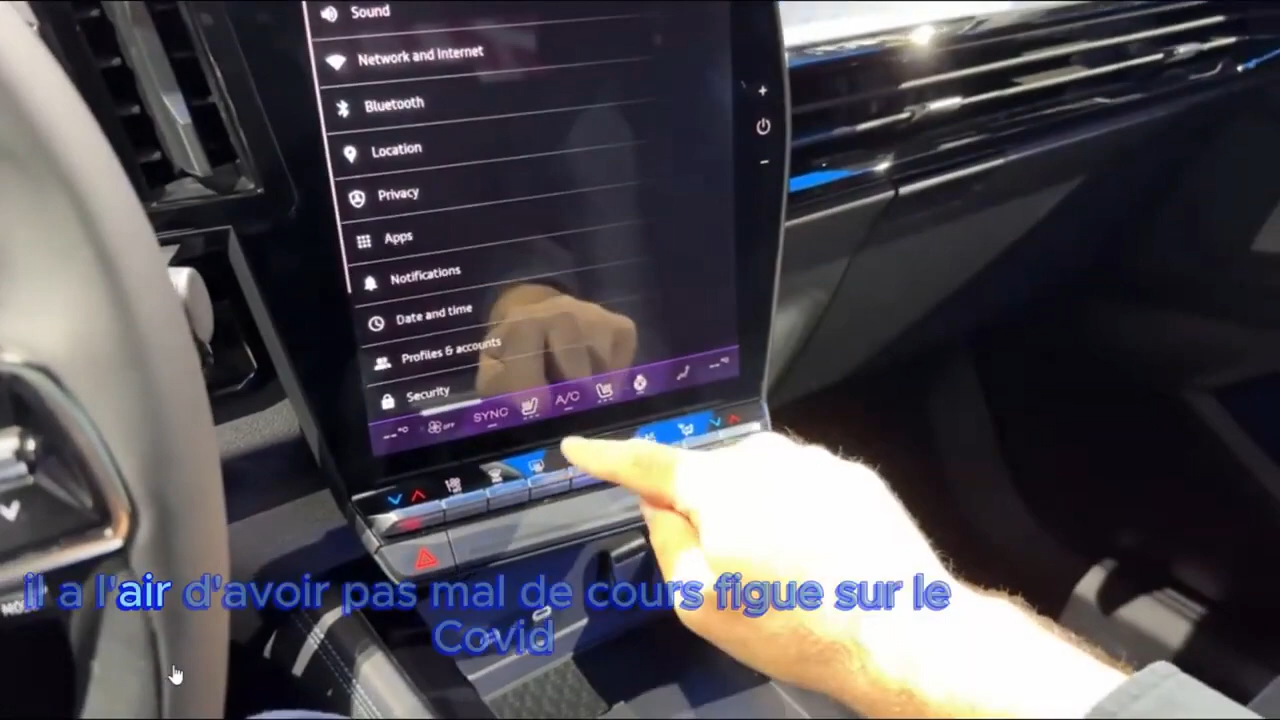 Sound
Network and Internet
Bluetooth
Location
Privacy
Apps
Notifications
Date and time
Profiles & accounts
Security
--°C OFF SYNC A/C --°C
il a l'air d'avoir pas mal de cours figue sur le
Covid